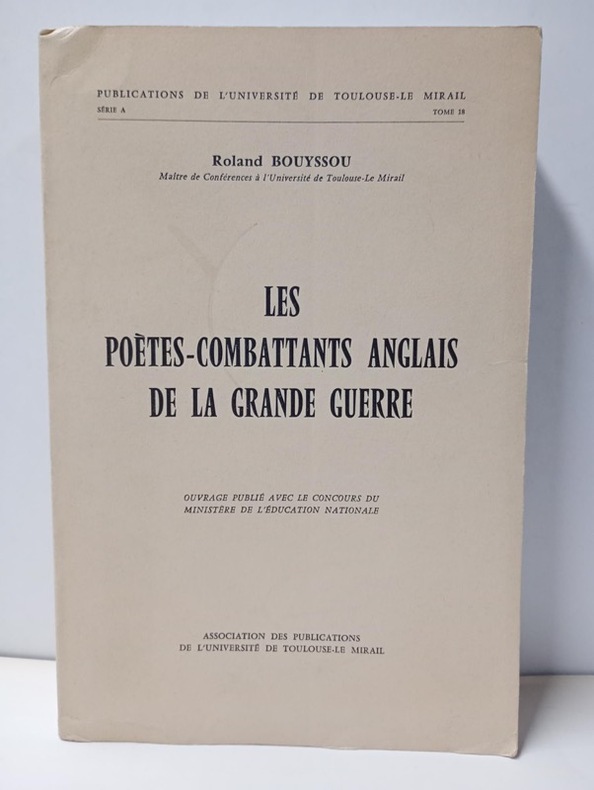 PUBLICATIONS DE L'UNIVERSITÉ DE TOULOUSE-LE MIRAIL
SÉRIE A TOME 18
Roland BOUYSSOU
Maître de Conférences à l'Université de Toulouse-Le Mirail
LES
POÈTES-COMBATTANTS ANGLAIS
DE LA GRANDE GUERRE
OUVRAGE PUBLIÉ AVEC LE CONCOURS DU
MINISTÈRE DE L'ÉDUCATION NATIONALE
ASSOCIATION DES PUBLICATIONS
DE L'UNIVERSITÉ DE TOULOUSE-LE MIRAIL